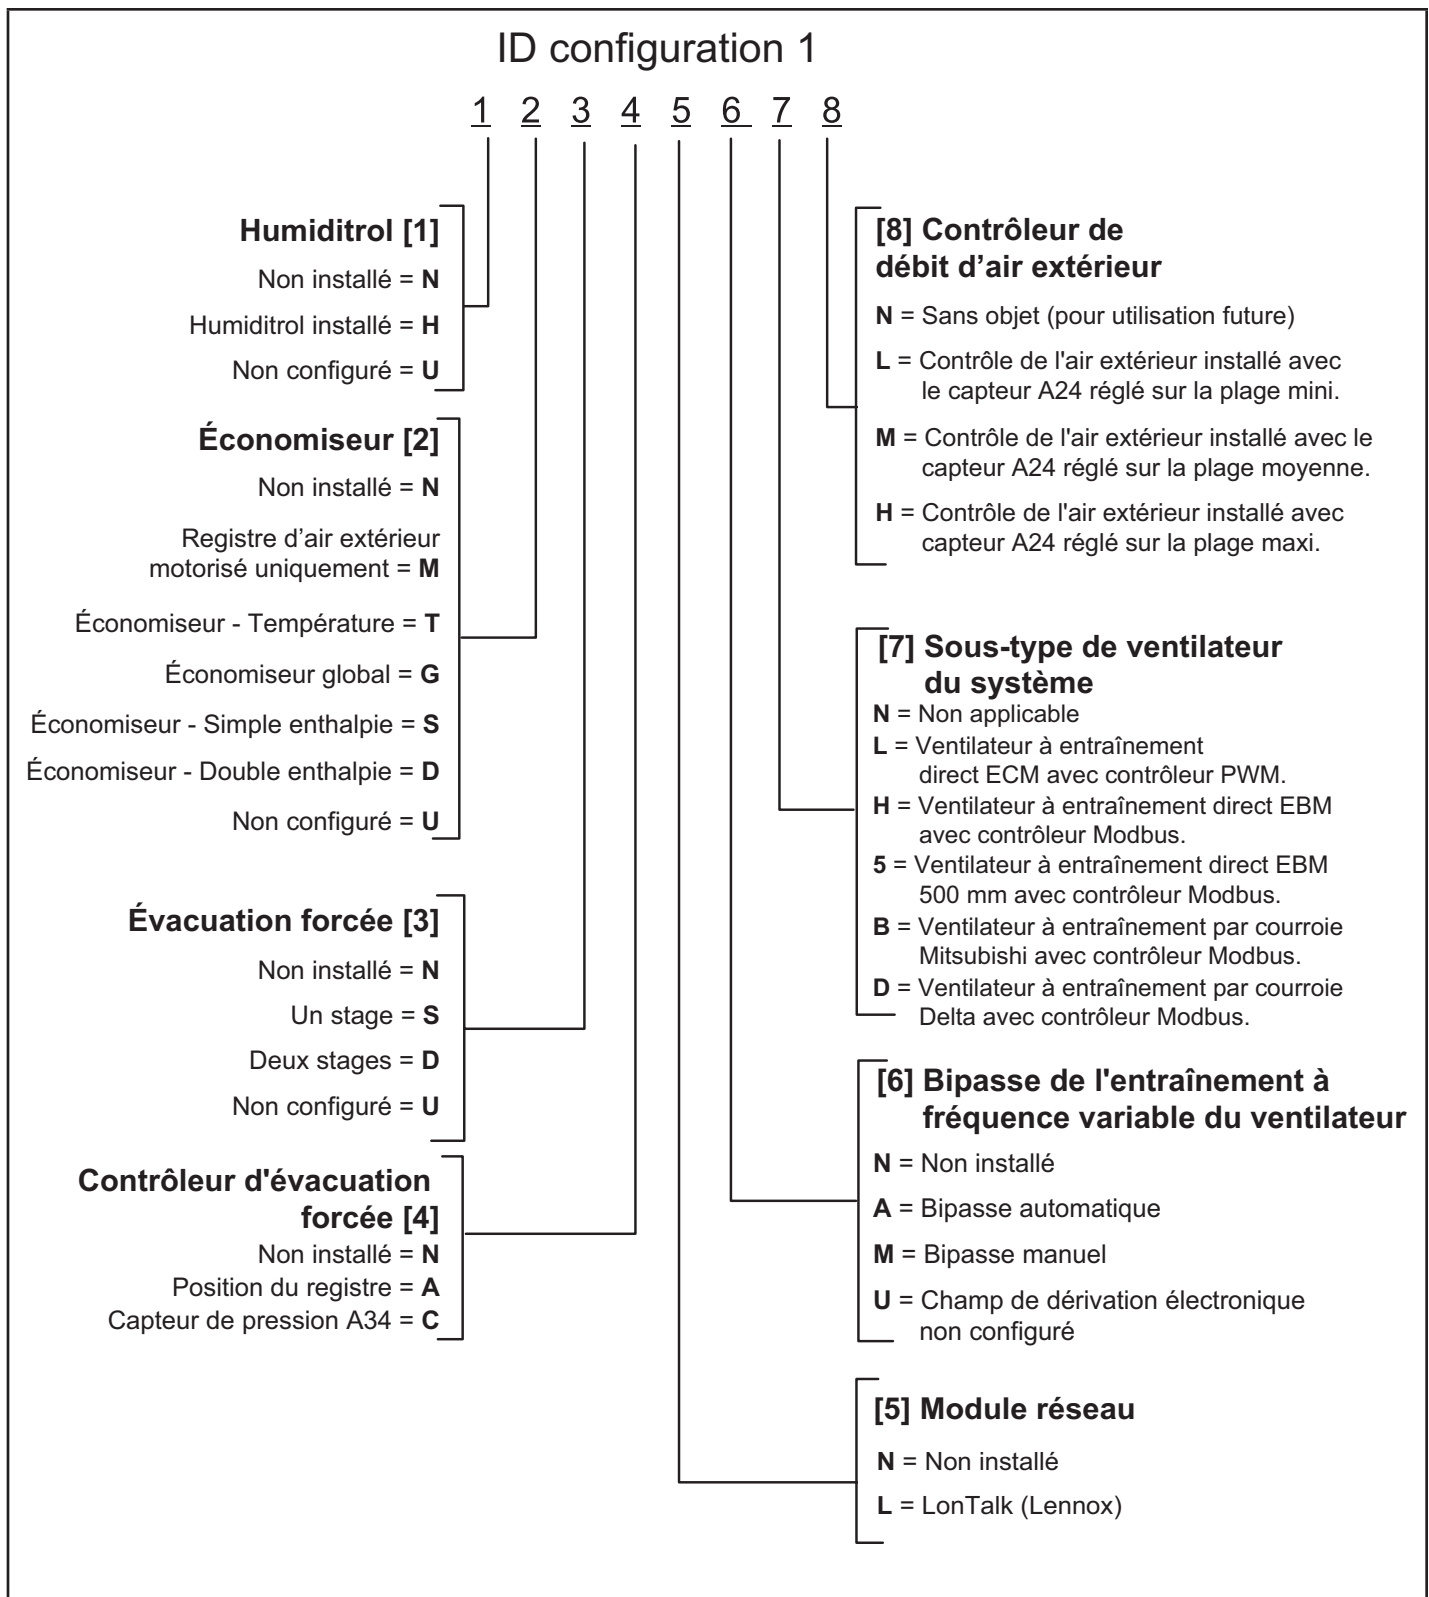 ID configuration 1
1 2 3 4 5 6 7 8
Humiditrol [1]
Non installé = N
Humiditrol installé = H
Non configuré = U
Économiseur [2]
Non installé = N
Registre d’air extérieur
motorisé uniquement = M
Économiseur - Température = T
Économiseur global = G
Économiseur - Simple enthalpie = S
Économiseur - Double enthalpie = D
Non configuré = U
Évacuation forcée [3]
Non installé = N
Un stage = S
Deux stages = D
Non configuré = U
Contrôleur d'évacuation
forcée [4]
Non installé = N
Position du registre = A
Capteur de pression A34 = C
[8] Contrôleur de
débit d’air extérieur
N = Sans objet (pour utilisation future)
L = Contrôle de l'air extérieur installé avec
le capteur A24 réglé sur la plage mini.
M = Contrôle de l'air extérieur installé avec le
capteur A24 réglé sur la plage moyenne.
H = Contrôle de l'air extérieur installé avec
capteur A24 réglé sur la plage maxi.
[7] Sous-type de ventilateur
du système
N = Non applicable
L = Ventilateur à entraînement
direct ECM avec contrôleur PWM.
H = Ventilateur à entraînement direct EBM
avec contrôleur Modbus.
5 = Ventilateur à entraînement direct EBM
500 mm avec contrôleur Modbus.
B = Ventilateur à entraînement par courroie
Mitsubishi avec contrôleur Modbus.
D = Ventilateur à entraînement par courroie
Delta avec contrôleur Modbus.
[6] Bipasse de l'entraînement à
fréquence variable du ventilateur
N = Non installé
A = Bipasse automatique
M = Bipasse manuel
U = Champ de dérivation électronique
non configuré
[5] Module réseau
N = Non installé
L = LonTalk (Lennox)